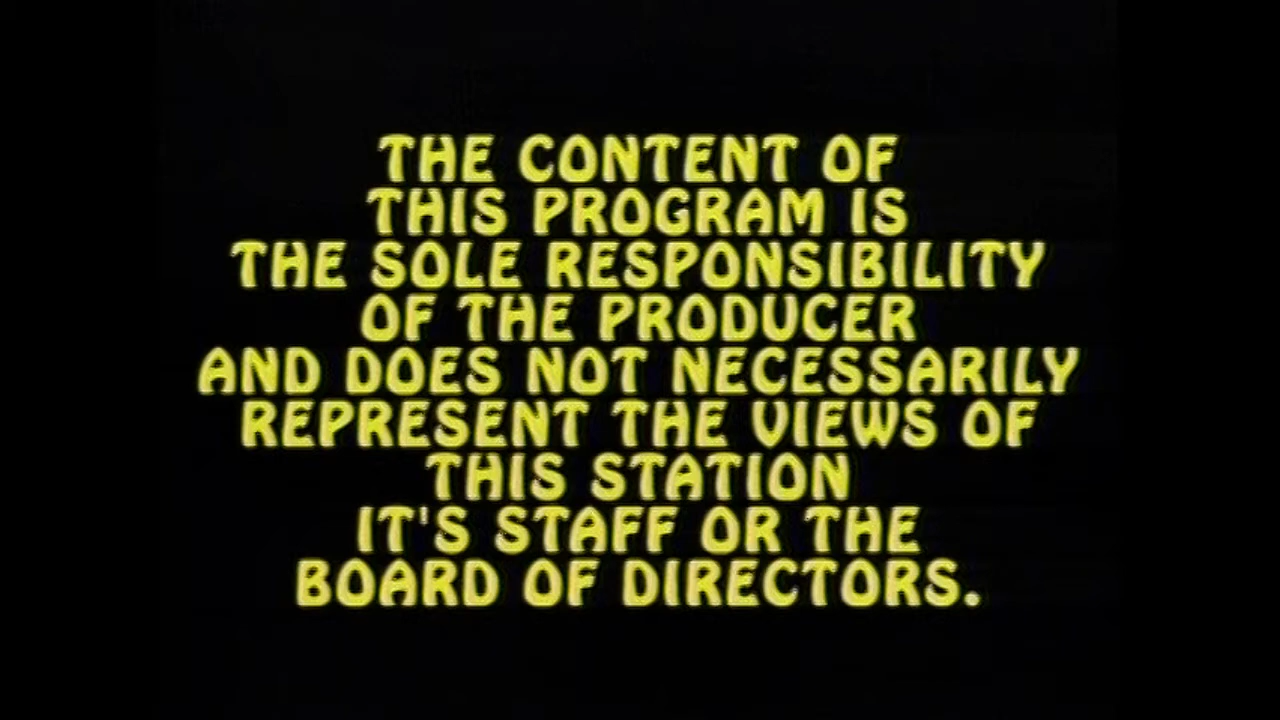 THE CONTENT OF
THIS PROGRAM IS
THE SOLE RESPONSIBILITY
OF THE PRODUCER
AND DOES NOT NECESSARILY
REPRESENT THE VIEWS OF
THIS STATION
IT'S STAFF OR THE
BOARD OF DIRECTORS.